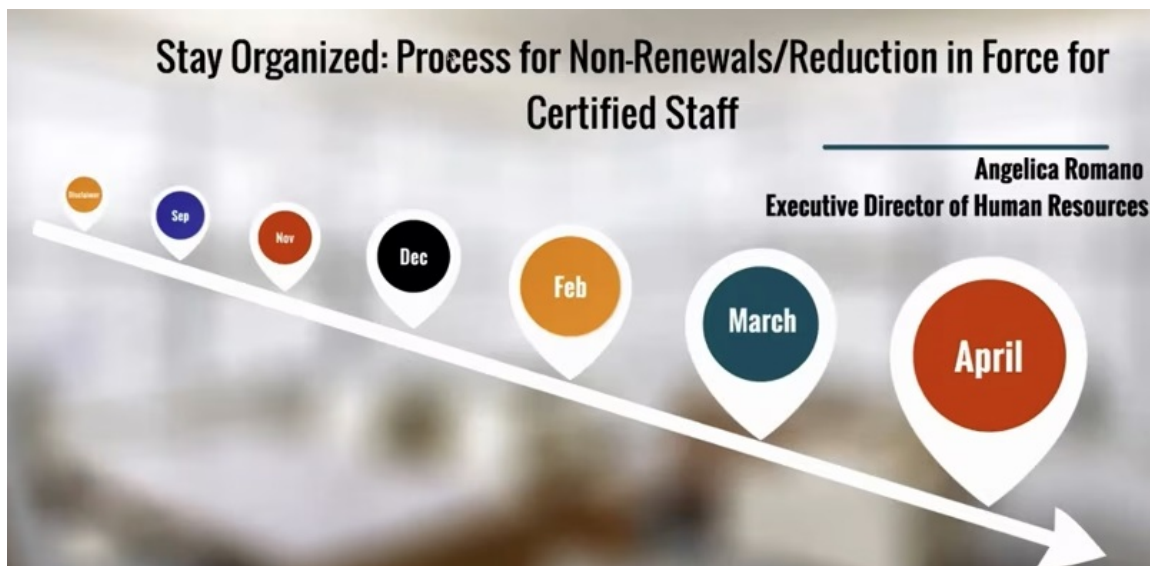 Stay Organized: Process for Non-Renewals/Reduction in Force for
Certified Staff
Angelica Romano
Executive Director of Human Resources
Disclaimer
Sep
Nov
Dec
Feb
March
April